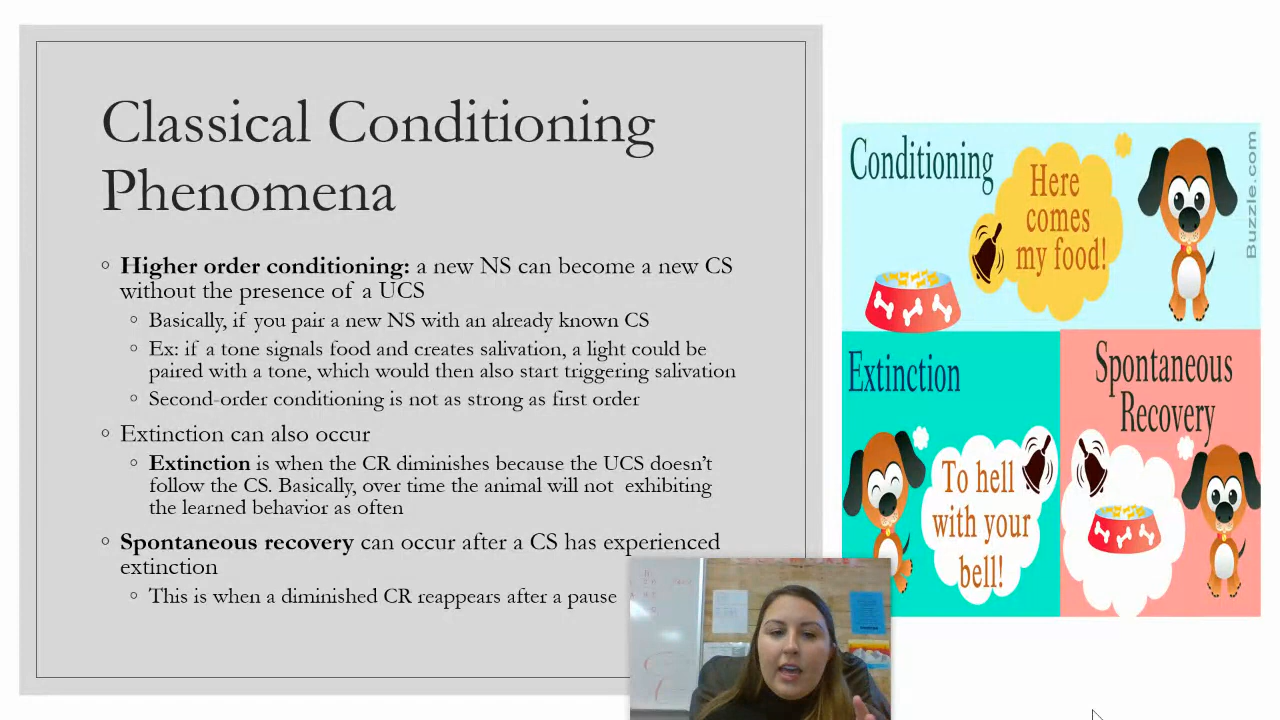 Classical Conditioning
Phenomena
◦ Higher order conditioning: a new NS can become a new CS
without the presence of a UCS
◦ Basically, if you pair a new NS with an already known CS
◦ Ex: if a tone signals food and creates salivation, a light could be
paired with a tone, which would then also start triggering salivation
◦ Second-order conditioning is not as strong as first order
◦ Extinction can also occur
◦ Extinction is when the CR diminishes because the UCS doesn't
follow the CS. Basically, over time the animal will not exhibiting
the learned behavior as often
◦ Spontaneous recovery can occur after a CS has experienced
extinction
◦ This is when a diminished CR reappears after a pause
Conditioning
Here
comes
my food!
Buzzle.com
Extinction
To hell
with your
bell!
Spontaneous
Recovery